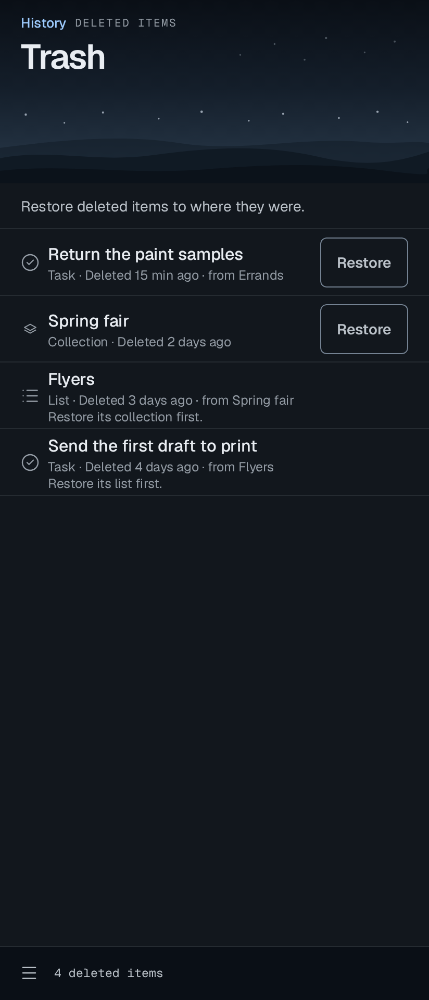 History DELETED ITEMS
Trash
Restore deleted items to where they were.
Return the paint samples
Task · Deleted 15 min ago · from Errands
Restore
Spring fair
Collection · Deleted 2 days ago
Restore
Flyers
List · Deleted 3 days ago · from Spring fair
Restore its collection first.
Send the first draft to print
Task · Deleted 4 days ago · from Flyers
Restore its list first.
4 deleted items